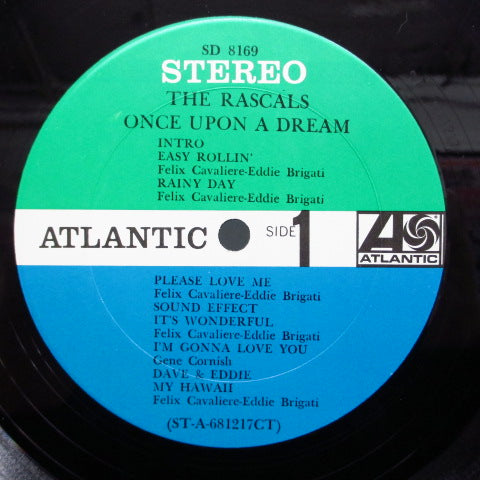 SD 8169
STEREO
THE RASCALS
ONCE UPON A DREAM
INTRO
EASY ROLLIN'
Felix Cavaliere-Eddie Brigati
RAINY DAY
Felix Cavaliere-Eddie Brigati
ATLANTIC SIDE 1 ATLANTIC
PLEASE LOVE ME
Felix Cavaliere-Eddie Brigati
SOUND EFFECT
IT'S WONDERFUL
Felix Cavaliere-Eddie Brigati
I'M GONNA LOVE YOU
Gene Cornish
DAVE & EDDIE
MY HAWAII
Felix Cavaliere-Eddie Brigati
(ST-A-681217CT)